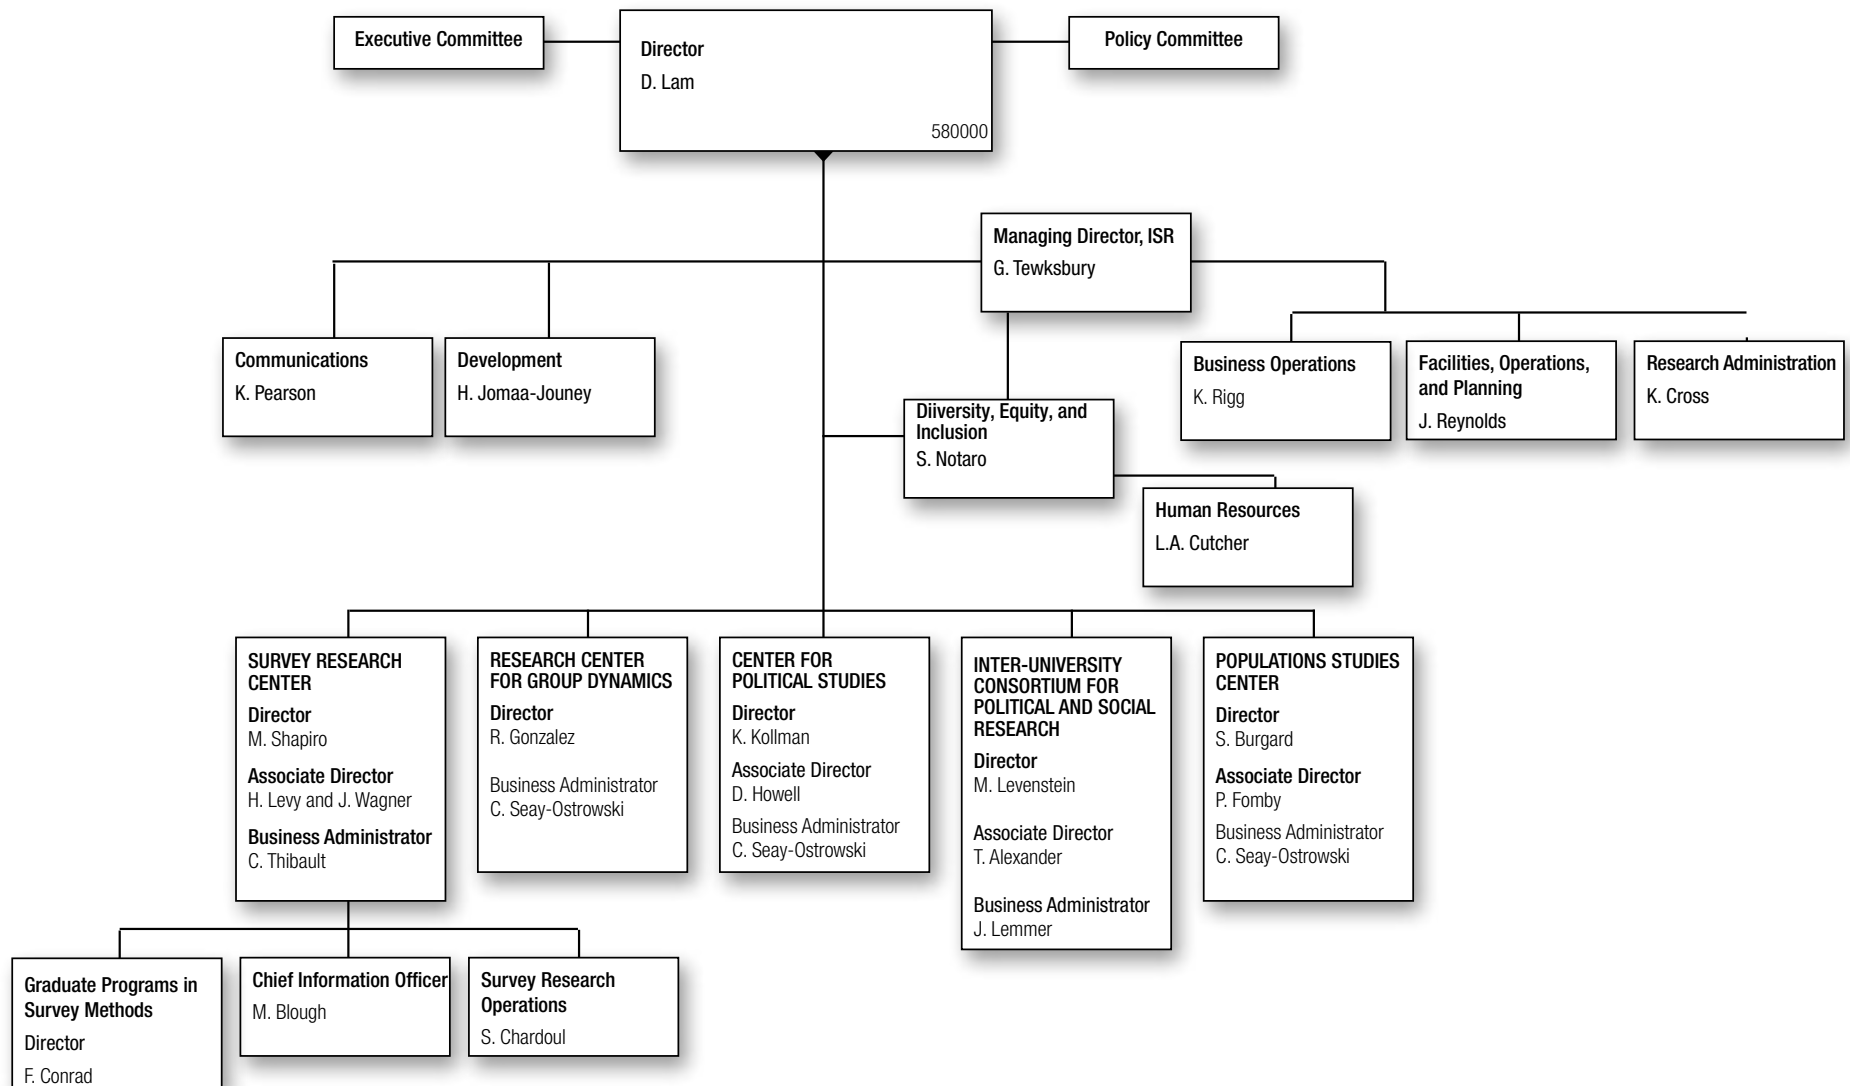 Executive Committee
Director
D. Lam
580000
Policy Committee
Managing Director, ISR
G. Tewksbury
Communications
K. Pearson
Development
H. Jomaa-Jouney
Business Operations
K. Rigg
Facilities, Operations,
and Planning
J. Reynolds
Research Administration
K. Cross
Diiversity, Equity, and
Inclusion
S. Notaro
Human Resources
L.A. Cutcher
SURVEY RESEARCH
CENTER
Director
M. Shapiro
Associate Director
H. Levy and J. Wagner
Business Administrator
C. Thibault
RESEARCH CENTER
FOR GROUP DYNAMICS
Director
R. Gonzalez
Business Administrator
C. Seay-Ostrowski
CENTER FOR
POLITICAL STUDIES
Director
K. Kollman
Associate Director
D. Howell
Business Administrator
C. Seay-Ostrowski
INTER-UNIVERSITY
CONSORTIUM FOR
POLITICAL AND SOCIAL
RESEARCH
Director
M. Levenstein
Associate Director
T. Alexander
Business Administrator
J. Lemmer
POPULATIONS STUDIES
CENTER
Director
S. Burgard
Associate Director
P. Fomby
Business Administrator
C. Seay-Ostrowski
Graduate Programs in
Survey Methods
Director
F. Conrad
Chief Information Officer
M. Blough
Survey Research
Operations
S. Chardoul